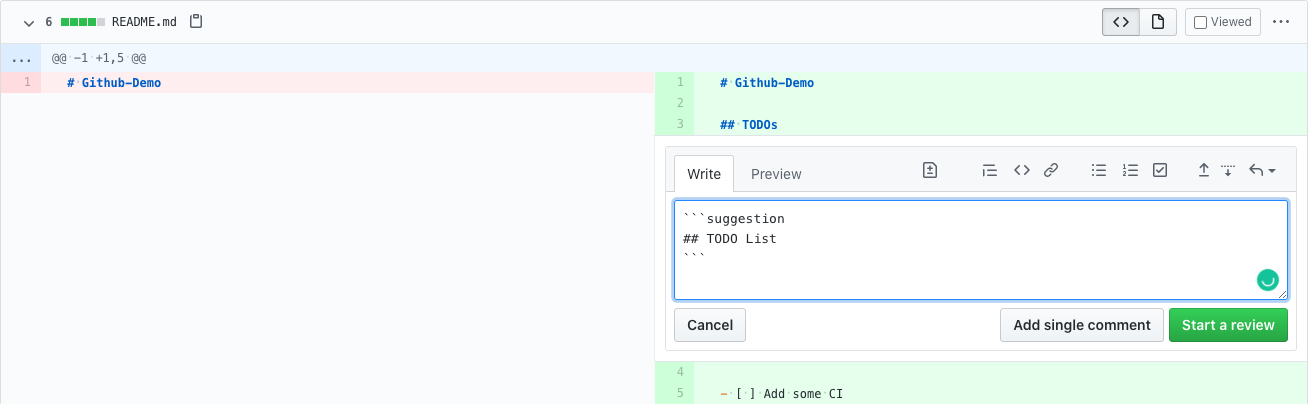 6 README.md Viewed
... @@ -1 +1,5 @@
1 # Github-Demo
1 # Github-Demo
2
3 ## TODOs
Write Preview
```suggestion
## TODO List
```
Cancel Add single comment Start a review
4
5 - [ ] Add some CI